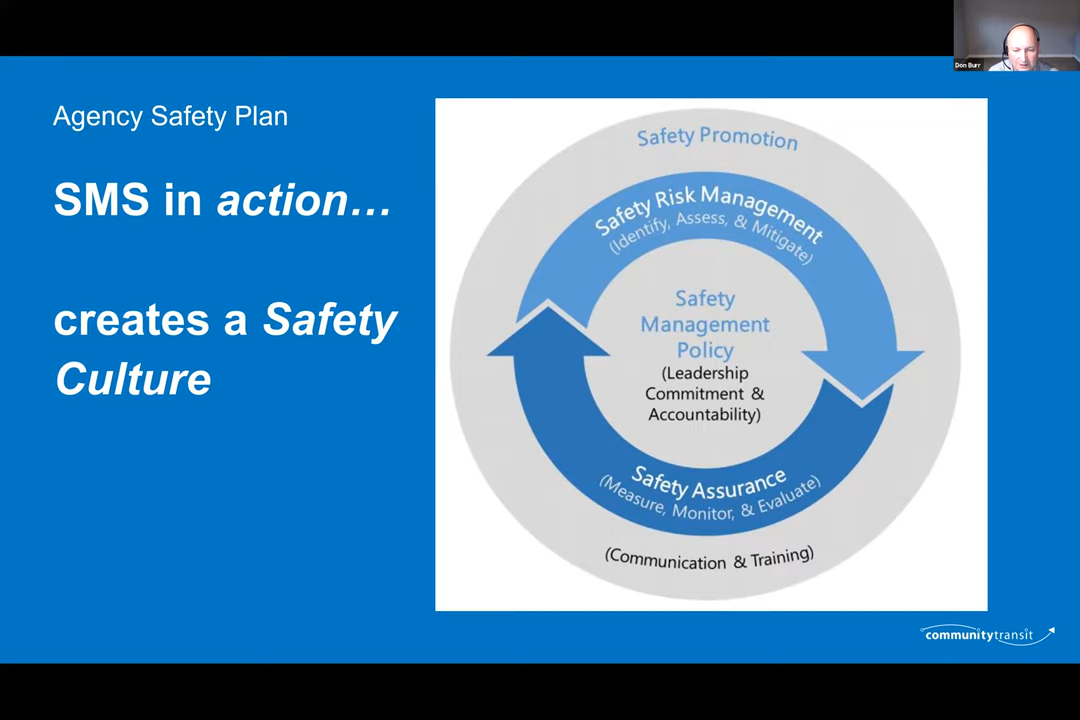 Don Burr
Agency Safety Plan
SMS in action…
creates a Safety
Culture
Safety Promotion
Safety Risk Management
(Identify, Assess, & Mitigate)
Safety
Management
Policy
(Leadership
Commitment &
Accountability)
Safety Assurance
(Measure, Monitor, & Evaluate)
(Communication & Training)
communitytransit